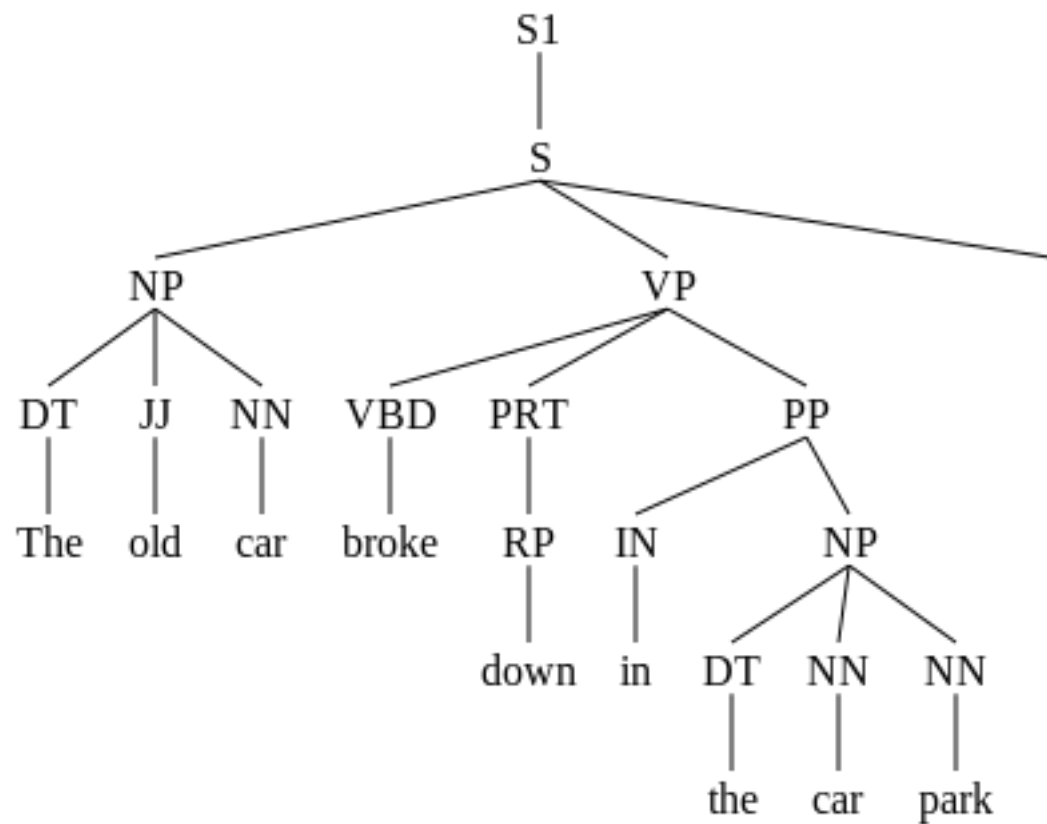 S1
S
NP VP
DT JJ NN VBD PRT PP
The old car broke RP IN NP
down in DT NN NN
the car park